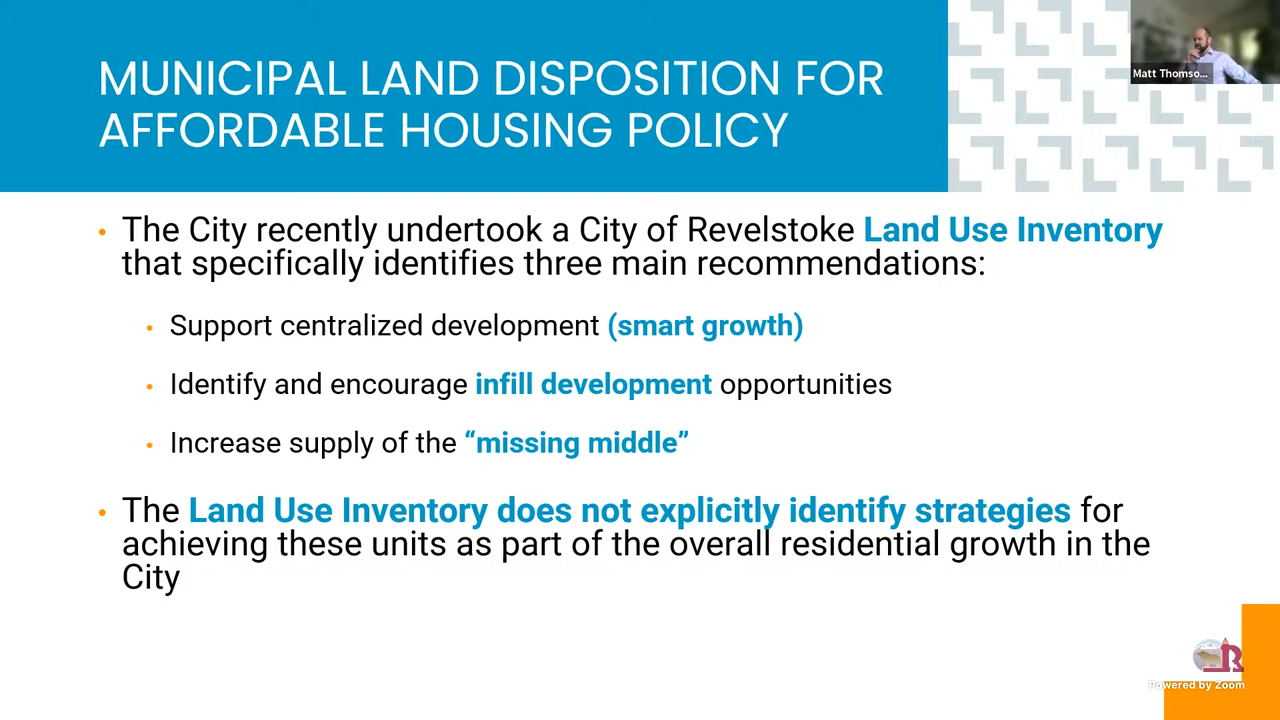 MUNICIPAL LAND DISPOSITION FOR
AFFORDABLE HOUSING POLICY
Matt Thomso...
• The City recently undertook a City of Revelstoke Land Use Inventory
that specifically identifies three main recommendations:
• Support centralized development (smart growth)
• Identify and encourage infill development opportunities
• Increase supply of the “missing middle”
• The Land Use Inventory does not explicitly identify strategies for
achieving these units as part of the overall residential growth in the
City
R
Powered by Zoom